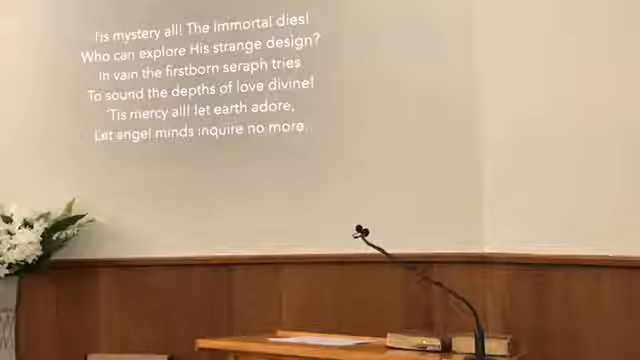 'Tis mystery all! The Immortal dies!
Who can explore His strange design?
In vain the firstborn seraph tries
To sound the depths of love divine!
'Tis mercy all! let earth adore,
Let angel minds inquire no more.